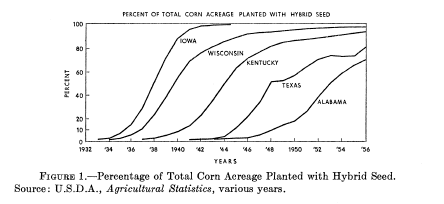 PERCENT OF TOTAL CORN ACREAGE PLANTED WITH HYBRID SEED
100
80
60
40
20
10
0
PERCENT
IOWA
WISCONSIN
KENTUCKY
TEXAS
ALABAMA
1932 '34 '36 '38 1940 '42 '44 '46 '48 1950 '52 '54 '56
YEARS
FIGURE 1.—Percentage of Total Corn Acreage Planted with Hybrid Seed.
Source: U.S.D.A., Agricultural Statistics, various years.